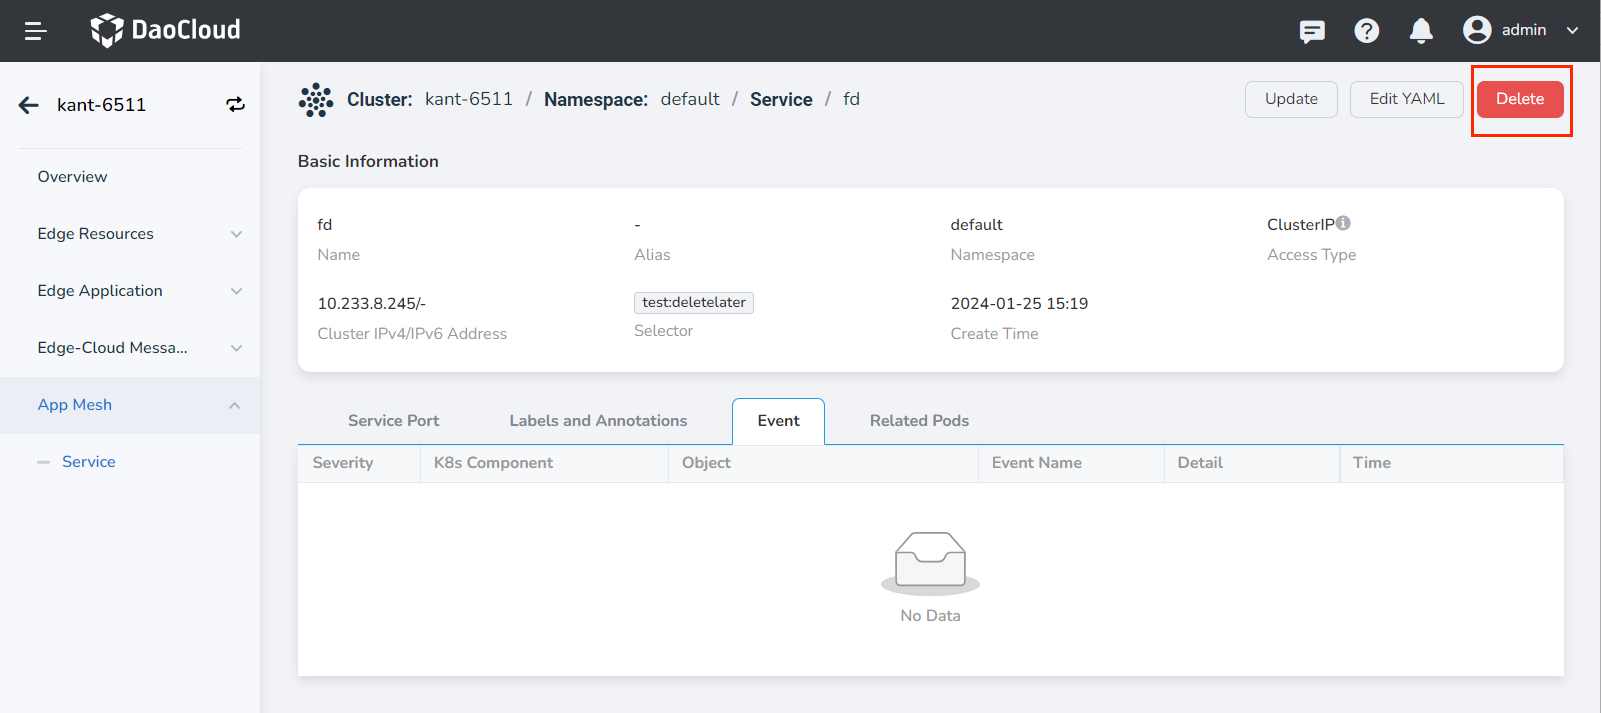 DaoCloud
admin
kant-6511
Cluster: kant-6511 / Namespace: default / Service / fd
Update
Edit YAML
Delete
Overview
Edge Resources
Edge Application
Edge-Cloud Messa...
App Mesh
Service
Basic Information
fd
Name
-
Alias
default
Namespace
ClusterIP
Access Type
10.233.8.245/-
Cluster IPv4/IPv6 Address
test:deletelater
Selector
2024-01-25 15:19
Create Time
Service Port
Labels and Annotations
Event
Related Pods
Severity
K8s Component
Object
Event Name
Detail
Time
No Data